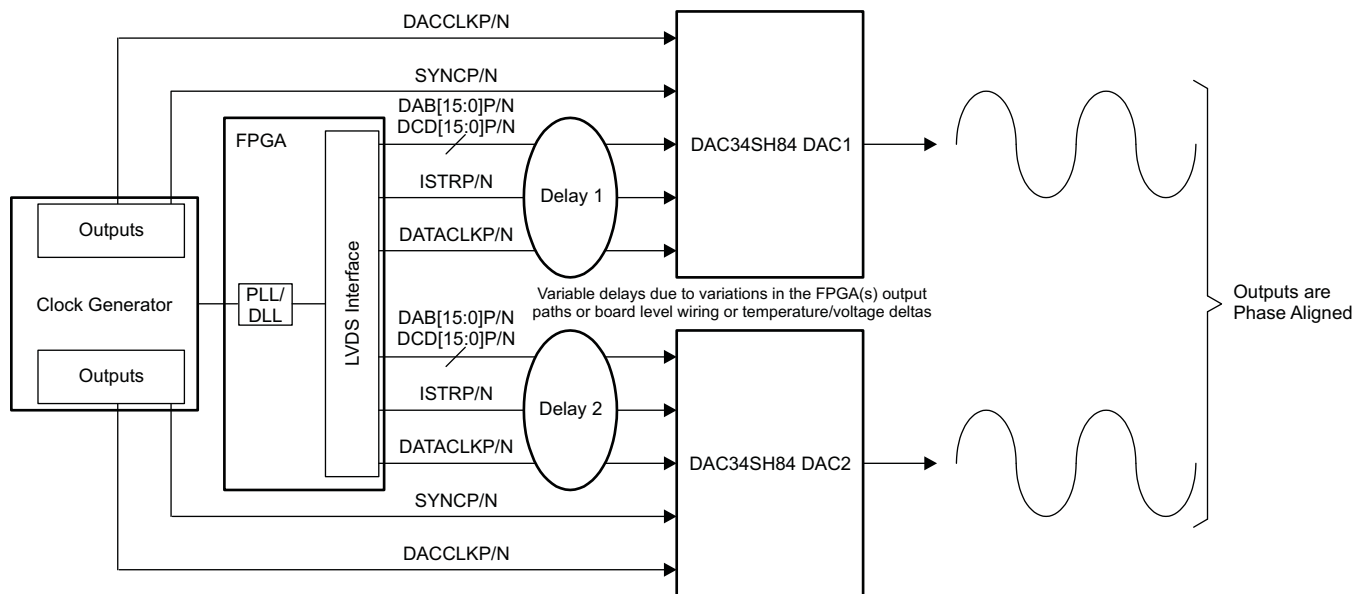 DACCLKP/N
SYNCP/N
DAB[15:0]P/N
DCD[15:0]P/N
FPGA
DAC34SH84 DAC1
ISTRP/N
Delay 1
Outputs
DATACLKP/N
Clock Generator
PLL/
DLL
LVDS Interface
Variable delays due to variations in the FPGA(s) output
paths or board level wiring or temperature/voltage deltas
Outputs are
Phase Aligned
DAB[15:0]P/N
DCD[15:0]P/N
Outputs
ISTRP/N
Delay 2
DATACLKP/N
DAC34SH84 DAC2
SYNCP/N
DACCLKP/N